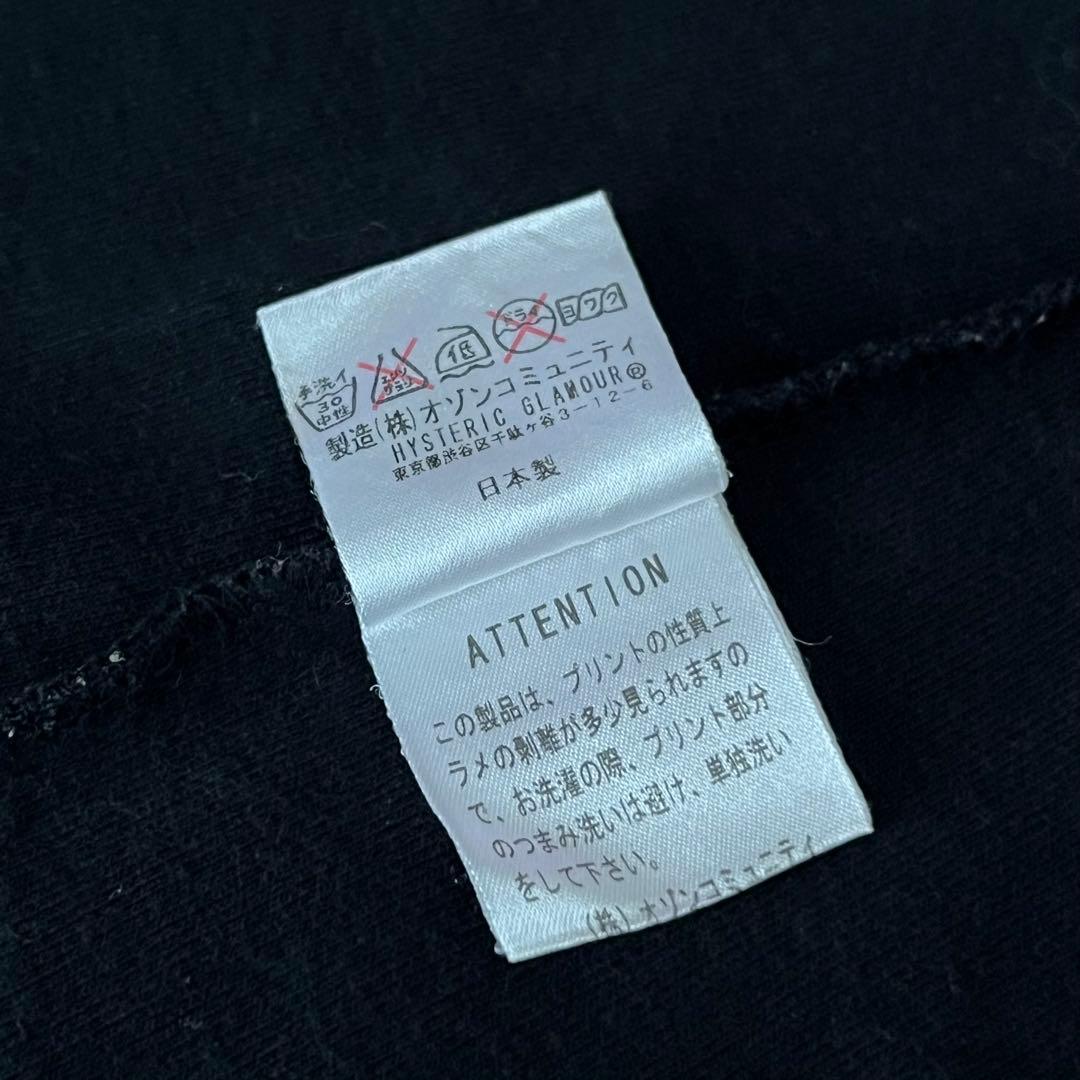 手洗イ 30 中性 エンソサラシ 低 ドライ ヨワク
製造(株)オゾンコミュニティ
HYSTERIC GLAMOUR®
東京都渋谷区千駄ヶ谷3-12-6
日本製
ATTENTION
この製品は、プリントの性質上
ラメの剥離が多少見られますの
で、お洗濯の際、プリント部分
のつまみ洗いは避け、単独洗い
をして下さい。
(株)オゾンコミュニティ